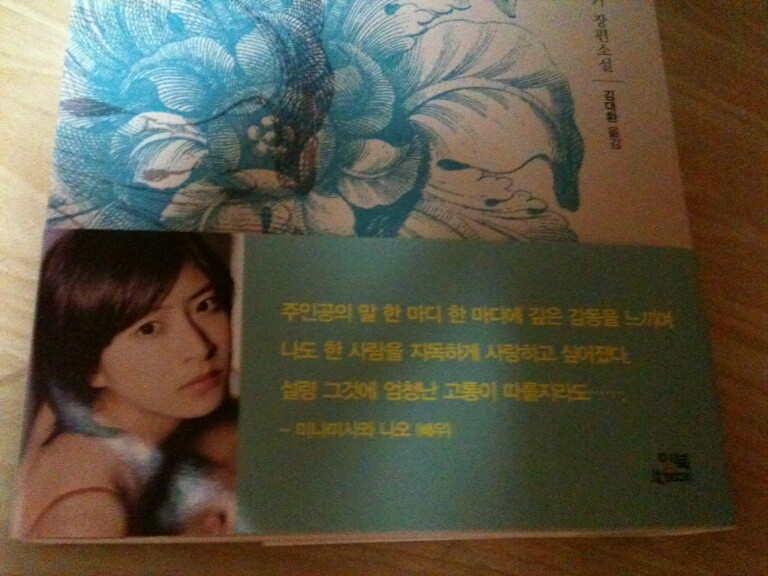 장편소설
김대환 옮김
주인공의 말 한 마디 한 마디에 깊은 감동을 느끼며
나도 한 사람을 지독하게 사랑하고 싶어졌다.
설령 그것에 엄청난 고통이 따를지라도……
- 미나미사와 나오 (배우)